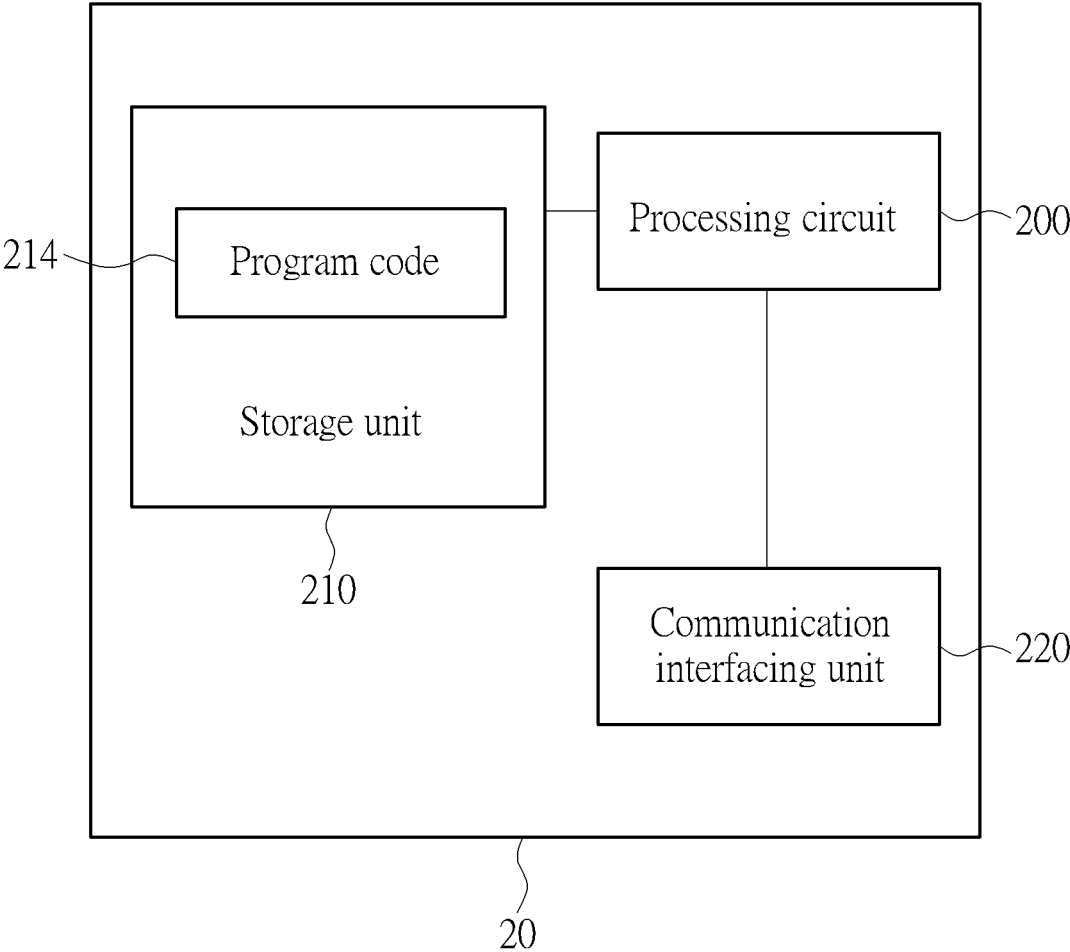 Processing circuit
200
214
Program code
Storage unit
210
Communication
interfacing unit
220
20